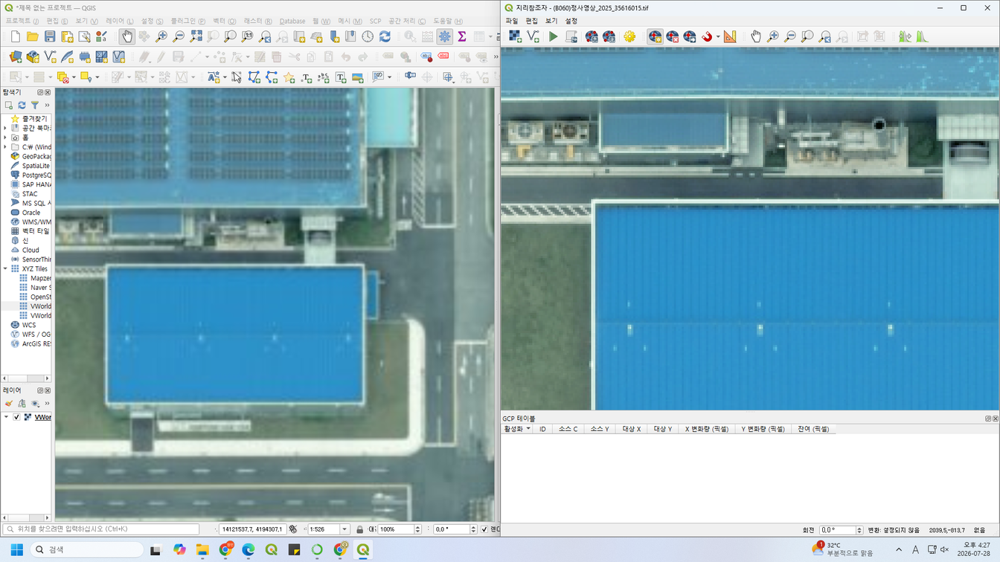 *제목 없는 프로젝트 — QGIS
프로젝트 (J) 편집 (E) 보기 (V) 레이어 (L) 설정 (S) 플러그인 (P) 벡터 (O) 래스터 (R) Database 웹 (W) 메시 (M) SCP 공간 처리 (C) 도움말 (H)
탐색기
즐겨찾기
공간 북마
홈
C:₩ (Wind
GeoPackag
SpatiaLite
PostgreSQ
SAP HANA
STAC
MS SQL 서
Oracle
WMS/WM
벡터 타일
신
Cloud
SensorThin
XYZ Tiles
Mapzen
Naver S
OpenSt
VWorld
VWorld
WCS
WFS / OG
ArcGIS RES
레이어
VWor
위치를 찾으려면 입력하십시오 (Ctrl+K)
14121537,7, 4194307,1
1:526
100%
0,0 °
렌더
지리참조자 - (B060)정사영상_2025_35616015.tif
파일 편집 보기 설정
GCP 테이블
활성화 ID 소스 C 소스 Y 대상 X 대상 Y X 변화량 (픽셀) Y 변화량 (픽셀) 잔여 (픽셀)
회전 0,0 ° 변환: 설정되지 않음 2039,5,-813,7 없음
검색
1
32°C
부분적으로 맑음
A
오후 4:27
2026-07-28